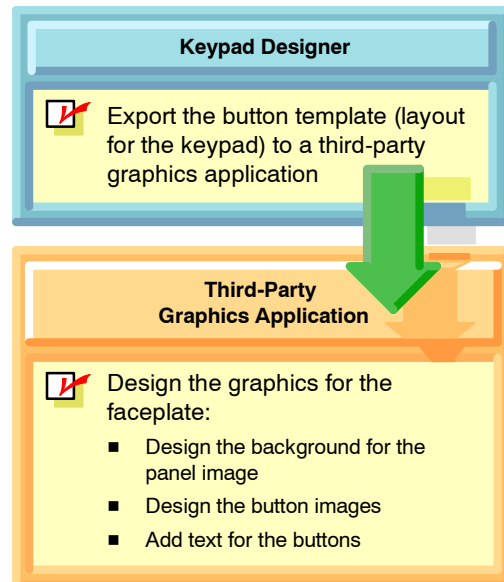 Keypad Designer
Export the button template (layout
for the keypad) to a third-party
graphics application
Third-Party
Graphics Application
Design the graphics for the
faceplate:
■ Design the background for the
panel image
■ Design the button images
■ Add text for the buttons